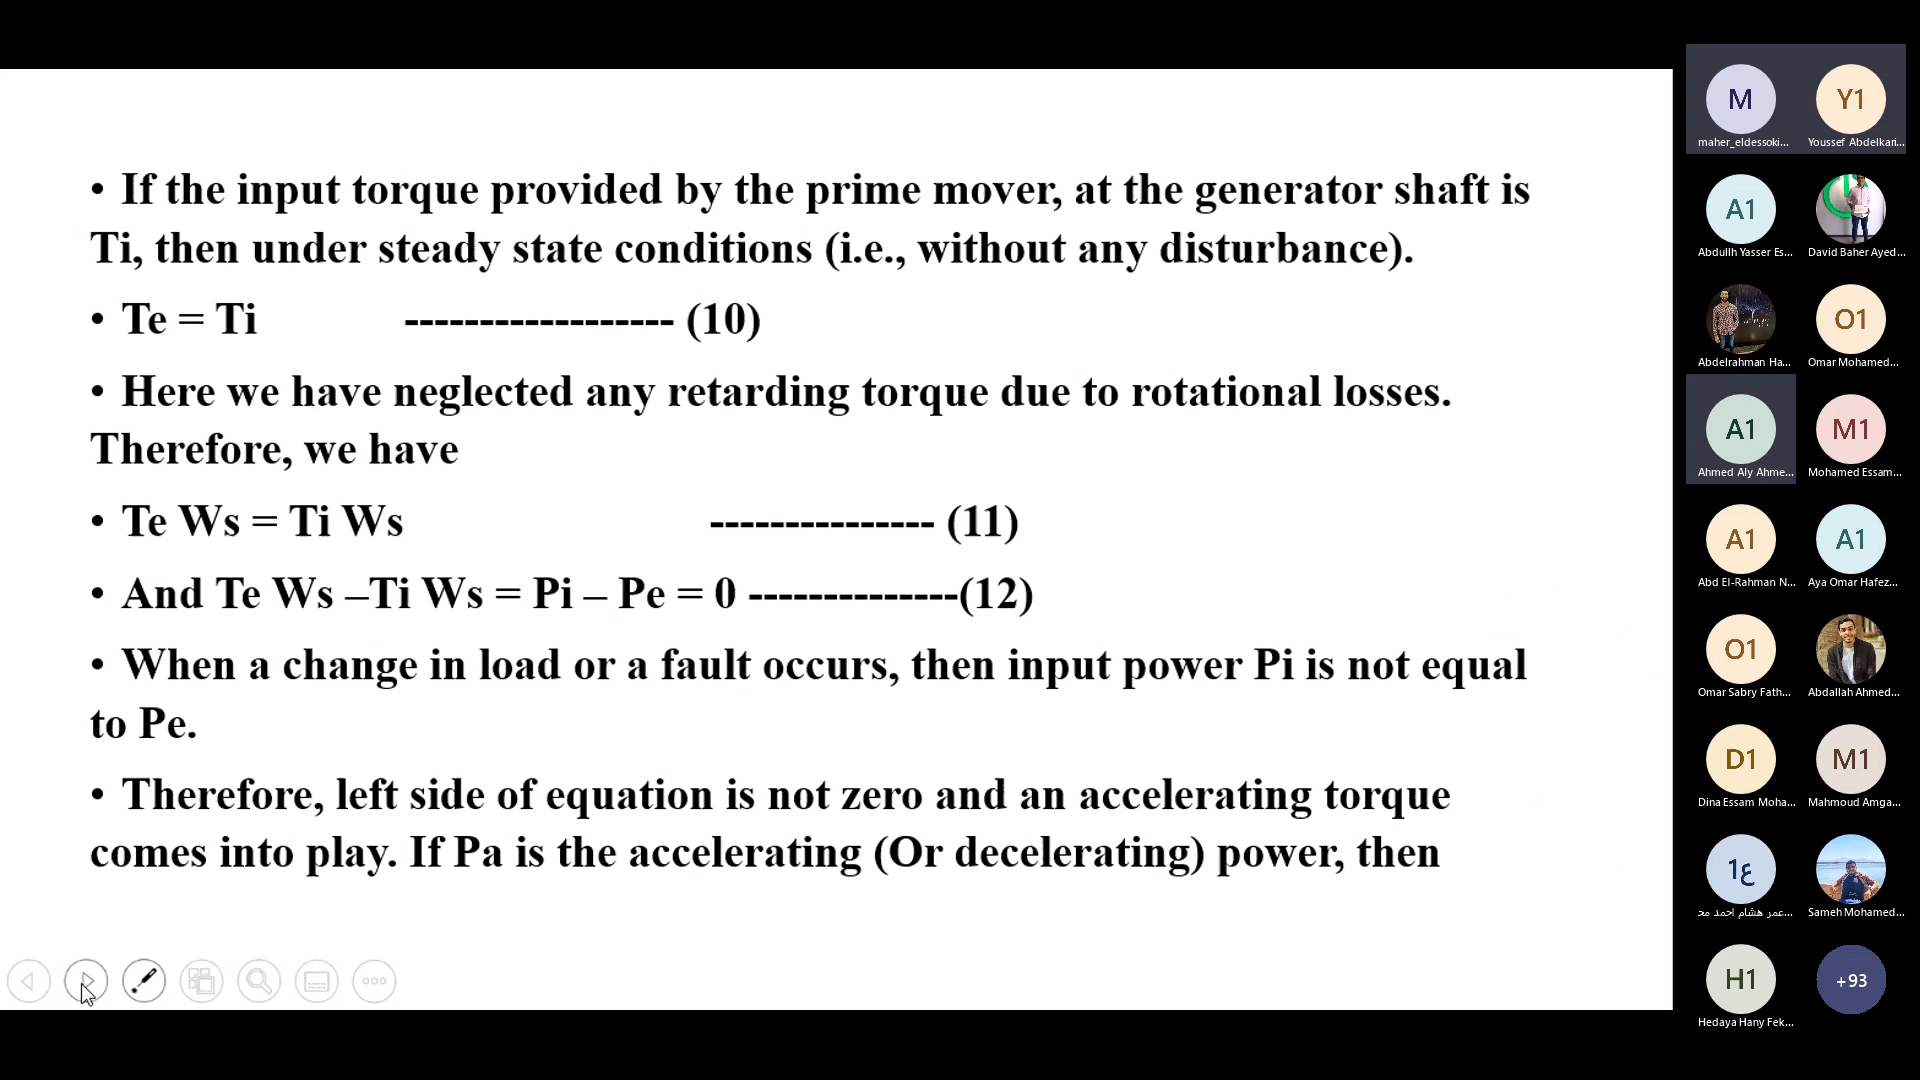 • If the input torque provided by the prime mover, at the generator shaft is
Ti, then under steady state conditions (i.e., without any disturbance).
• Te = Ti ------------------ (10)
• Here we have neglected any retarding torque due to rotational losses.
Therefore, we have
• Te Ws = Ti Ws --------------- (11)
• And Te Ws –Ti Ws = Pi – Pe = 0 --------------(12)
• When a change in load or a fault occurs, then input power Pi is not equal
to Pe.
• Therefore, left side of equation is not zero and an accelerating torque
comes into play. If Pa is the accelerating (Or decelerating) power, then
M
maher_eldessoki...
Y1
Youssef Abdelkari...
A1
Abdullh Yasser Es...
David Baher Ayed...
Abdelrahman Ha...
O1
Omar Mohamed...
A1
Ahmed Aly Ahme...
M1
Mohamed Essam...
A1
Abd El-Rahman N...
A1
Aya Omar Hafez...
O1
Omar Sabry Fath...
Abdallah Ahmed...
D1
Dina Essam Moha...
M1
Mahmoud Amga...
ع1
عمر هشام احمد مح...
Sameh Mohamed...
H1
Hedaya Hany Fek...
+93